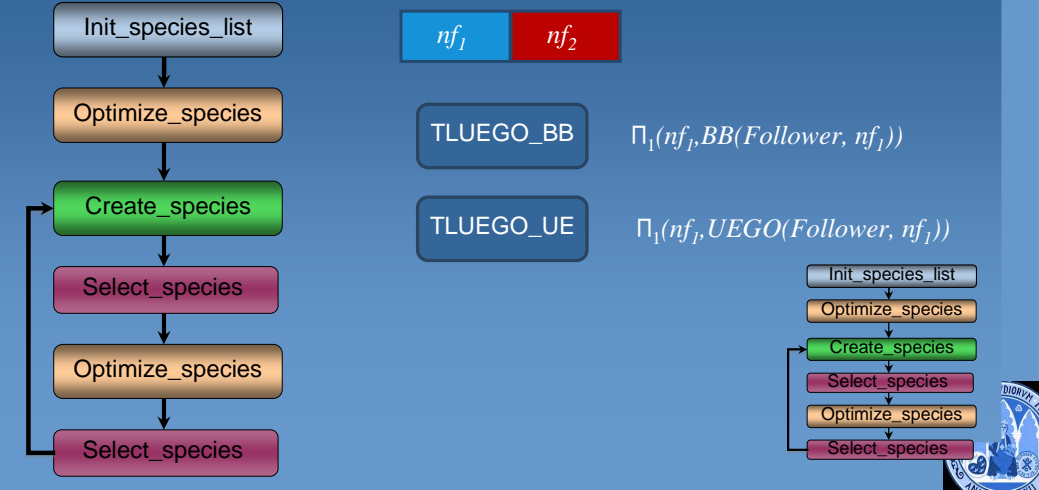 Init_species_list
Optimize_species
Create_species
Select_species
Optimize_species
Select_species
nf₁ nf₂
TLUEGO_BB Π₁(nf₁,BB(Follower, nf₁))
TLUEGO_UE Π₁(nf₁,UEGO(Follower, nf₁))
Init_species_list
Optimize_species
Create_species
Select_species
Optimize_species
Select_species